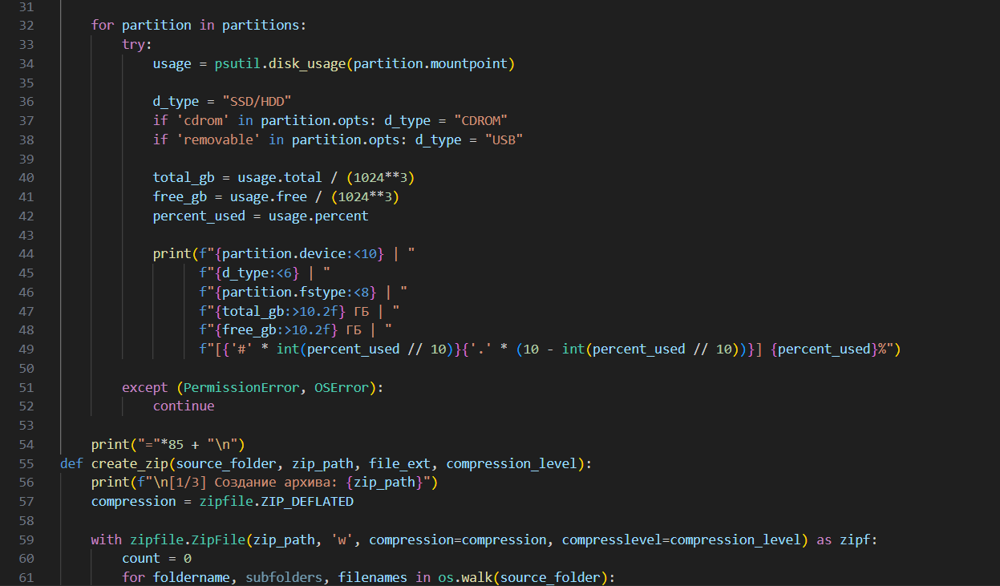 31
32 for partition in partitions:
33 try:
34 usage = psutil.disk_usage(partition.mountpoint)
35
36 d_type = "SSD/HDD"
37 if 'cdrom' in partition.opts: d_type = "CDROM"
38 if 'removable' in partition.opts: d_type = "USB"
39
40 total_gb = usage.total / (1024**3)
41 free_gb = usage.free / (1024**3)
42 percent_used = usage.percent
43
44 print(f"{partition.device:<10} | "
45 f"{d_type:<6} | "
46 f"{partition.fstype:<8} | "
47 f"{total_gb:>10.2f} ГБ | "
48 f"{free_gb:>10.2f} ГБ | "
49 f"[{'#' * int(percent_used // 10)}{'.' * (10 - int(percent_used // 10))}] {percent_used}%")
50
51 except (PermissionError, OSError):
52 continue
53
54 print("="*85 + "\n")
55 def create_zip(source_folder, zip_path, file_ext, compression_level):
56 print(f"\n[1/3] Создание архива: {zip_path}")
57 compression = zipfile.ZIP_DEFLATED
58
59 with zipfile.ZipFile(zip_path, 'w', compression=compression, compresslevel=compression_level) as zipf:
60 count = 0
61 for foldername, subfolders, filenames in os.walk(source_folder):